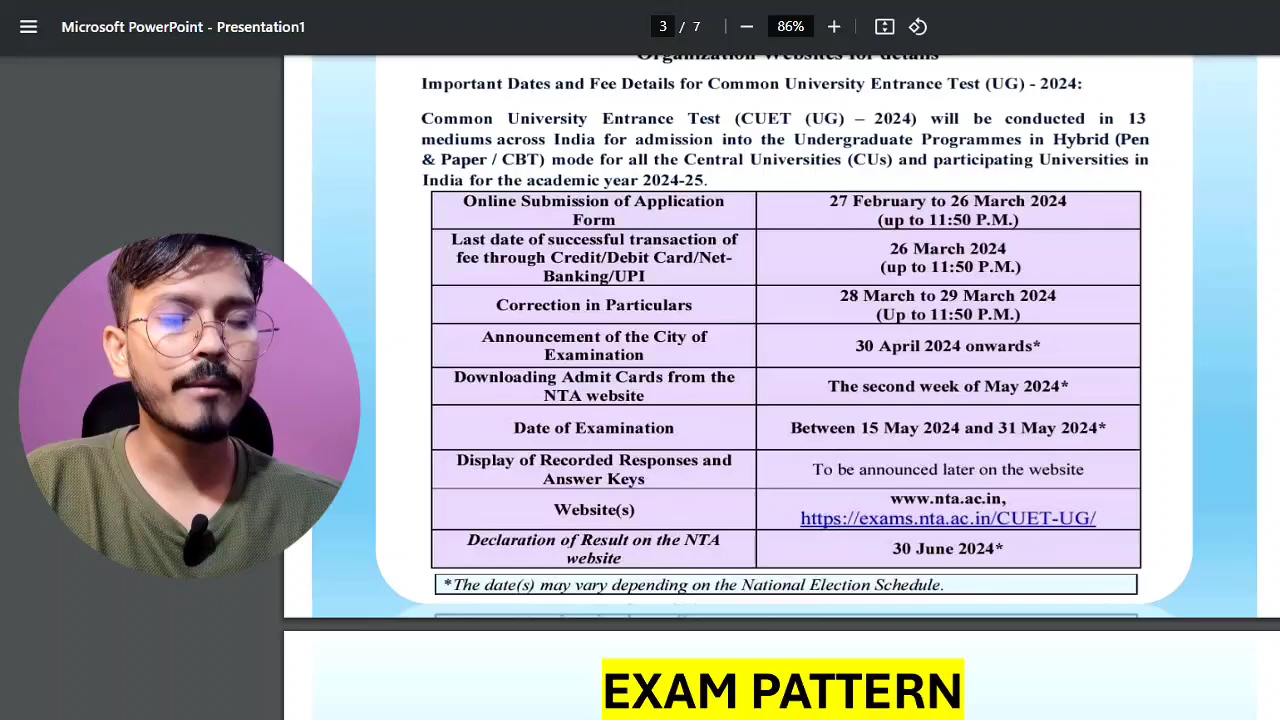 Microsoft PowerPoint - Presentation1
3 / 7
86%
Organization Websites for details
Important Dates and Fee Details for Common University Entrance Test (UG) - 2024:
Common University Entrance Test (CUET (UG) – 2024) will be conducted in 13
mediums across India for admission into the Undergraduate Programmes in Hybrid (Pen
& Paper / CBT) mode for all the Central Universities (CUs) and participating Universities in
India for the academic year 2024-25.
Online Submission of Application
Form
27 February to 26 March 2024
(up to 11:50 P.M.)
Last date of successful transaction of
fee through Credit/Debit Card/Net-
Banking/UPI
26 March 2024
(up to 11:50 P.M.)
Correction in Particulars
28 March to 29 March 2024
(Up to 11:50 P.M.)
Announcement of the City of
Examination
30 April 2024 onwards*
Downloading Admit Cards from the
NTA website
The second week of May 2024*
Date of Examination
Between 15 May 2024 and 31 May 2024*
Display of Recorded Responses and
Answer Keys
To be announced later on the website
Website(s)
www.nta.ac.in,
https://exams.nta.ac.in/CUET-UG/
Declaration of Result on the NTA
website
30 June 2024*
*The date(s) may vary depending on the National Election Schedule.
EXAM PATTERN